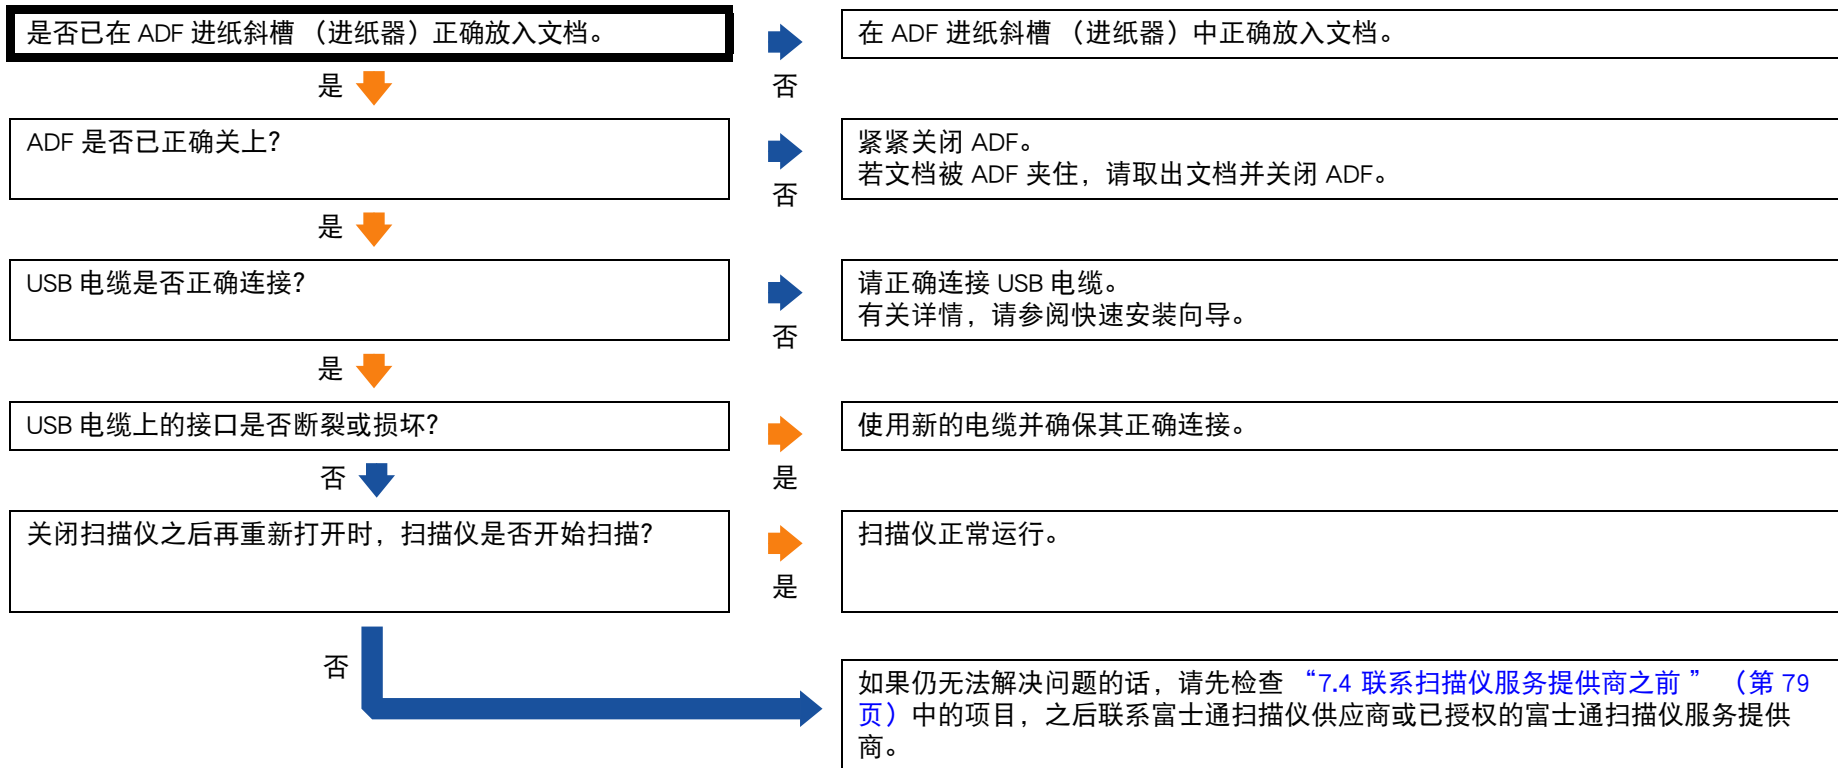 是否已在 ADF 进纸斜槽 （进纸器）正确放入文档。
在 ADF 进纸斜槽 （进纸器）中正确放入文档。
是
否
ADF 是否已正确关上?
紧紧关闭 ADF。
若文档被 ADF 夹住，请取出文档并关闭 ADF。
否
是
USB 电缆是否正确连接?
请正确连接 USB 电缆。
有关详情，请参阅快速安装向导。
否
是
USB 电缆上的接口是否断裂或损坏?
使用新的电缆并确保其正确连接。
否
是
关闭扫描仪之后再重新打开时，扫描仪是否开始扫描?
扫描仪正常运行。
是
否
如果仍无法解决问题的话，请先检查 “7.4 联系扫描仪服务提供商之前 ” （第 79
页）中的项目，之后联系富士通扫描仪供应商或已授权的富士通扫描仪服务提供
商。